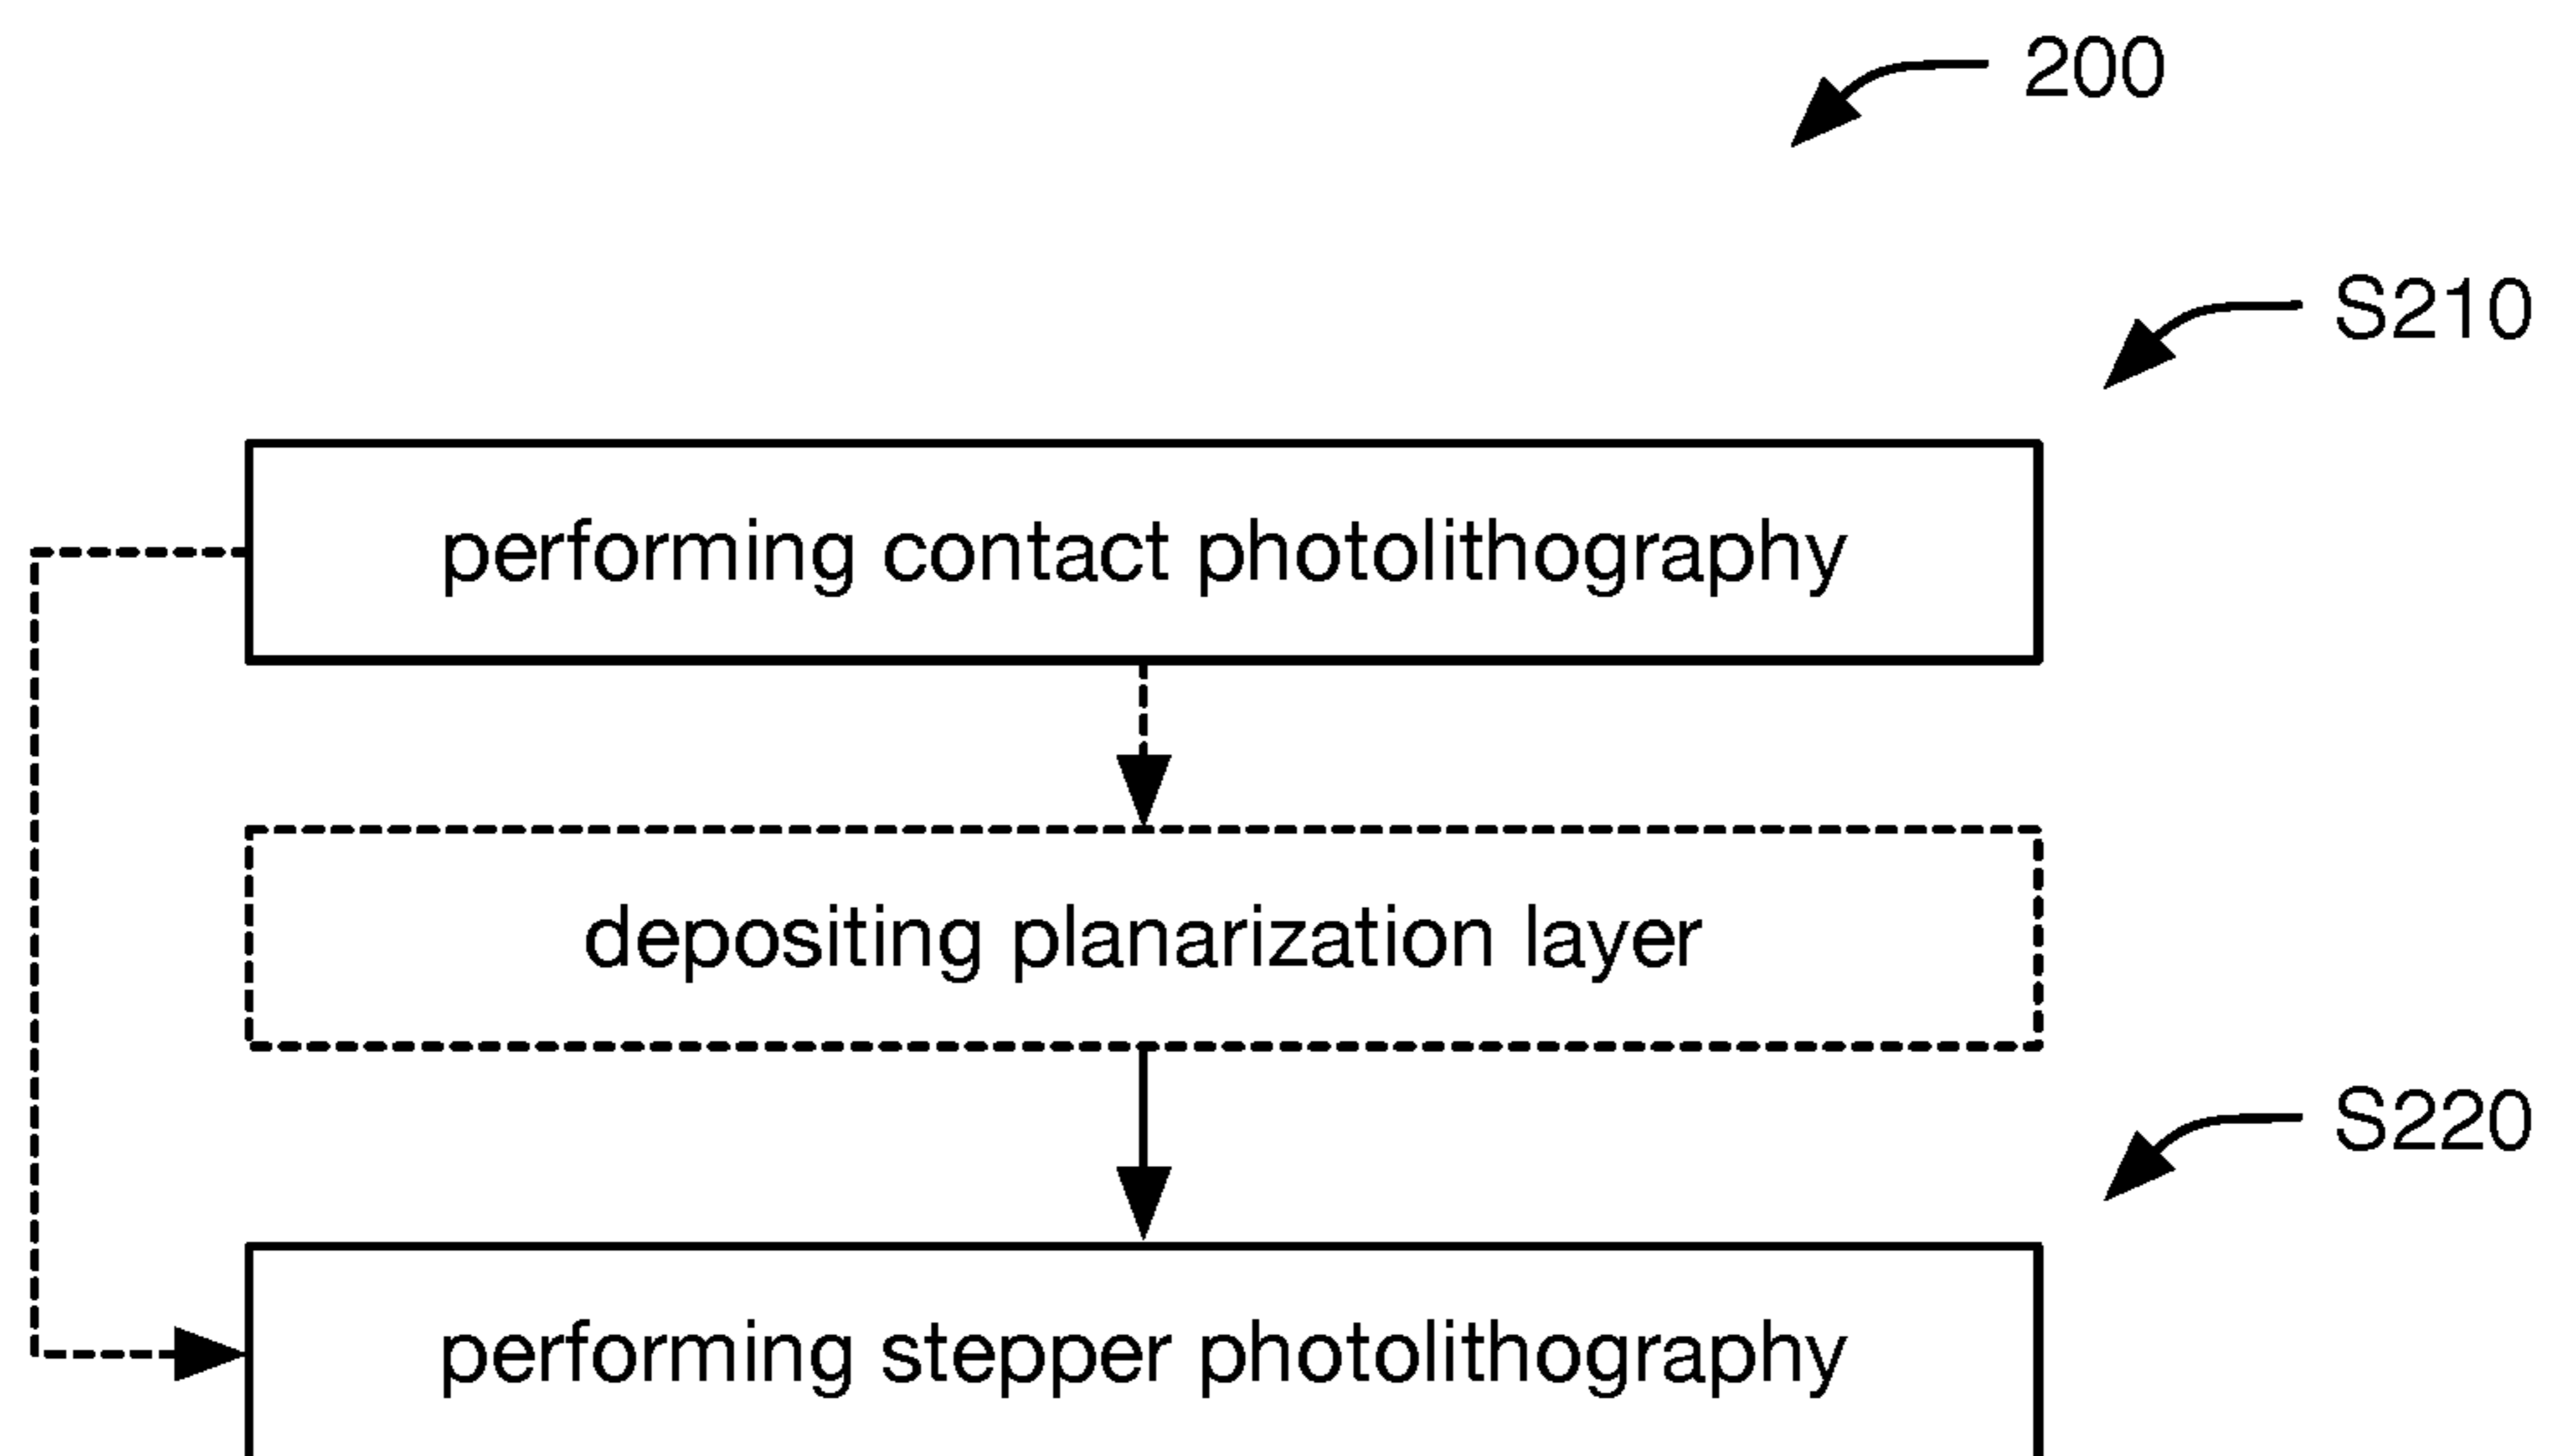 200
S210
performing contact photolithography
depositing planarization layer
S220
performing stepper photolithography